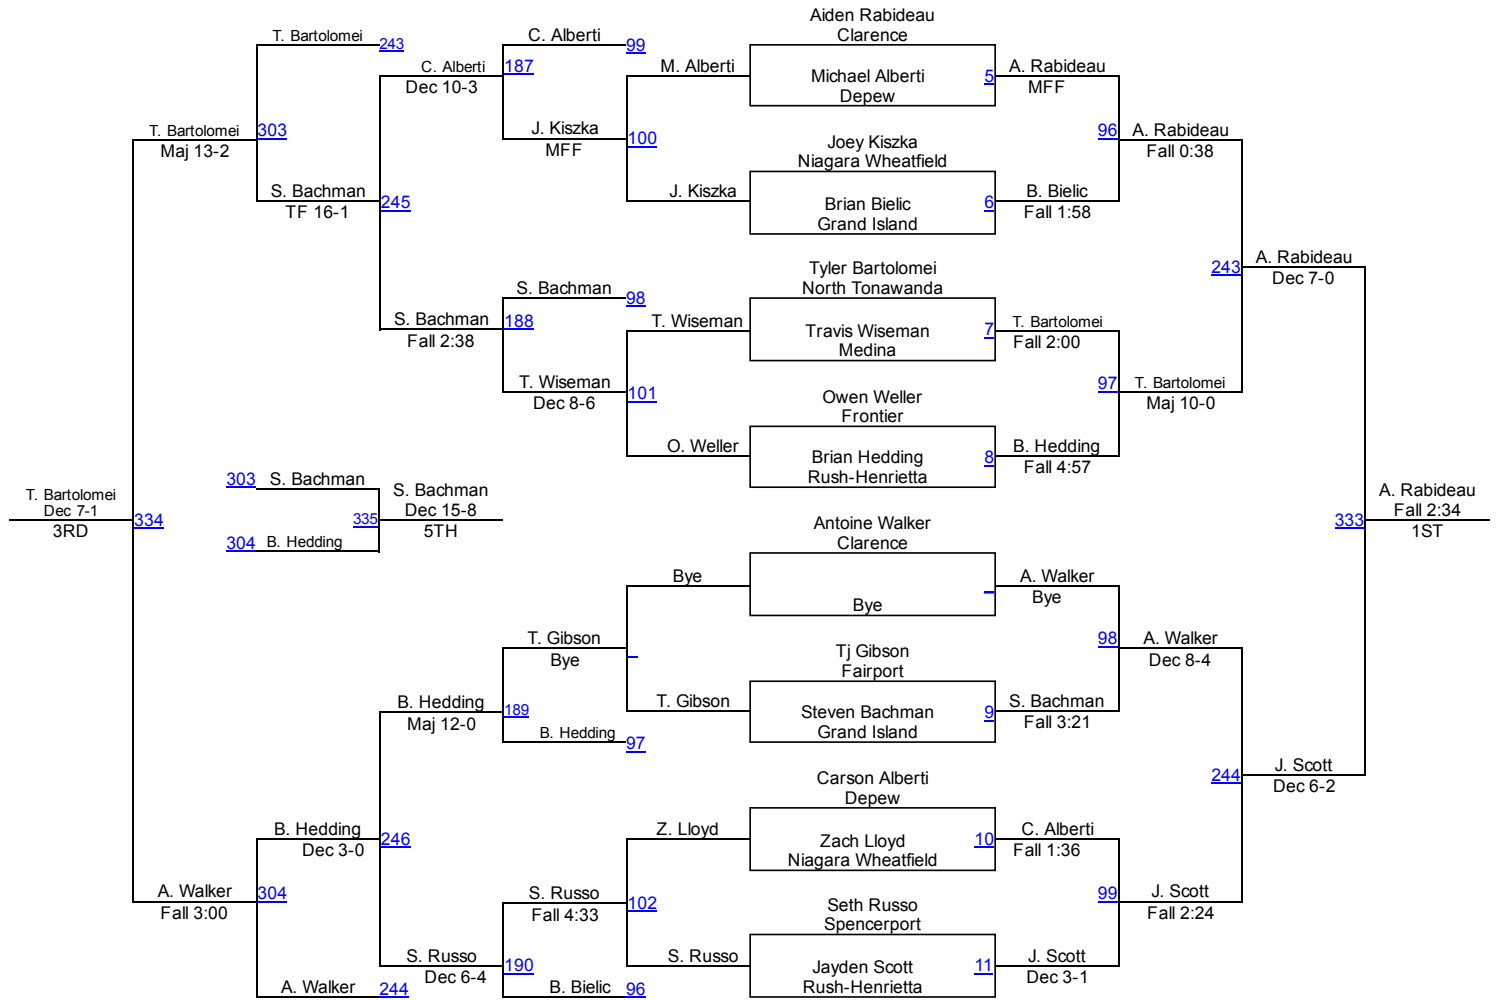 Aiden Rabideau
Clarence
T. Bartolomei 243
C. Alberti 99
C. Alberti 187
Dec 10-3
M. Alberti
Michael Alberti 5
Depew
A. Rabideau
MFF
T. Bartolomei 303
Maj 13-2
J. Kiszka 100
MFF
Joey Kiszka
Niagara Wheatfield
96 A. Rabideau
Fall 0:38
S. Bachman 245
TF 16-1
J. Kiszka
Brian Bielic 6
Grand Island
B. Bielic
Fall 1:58
Tyler Bartolomei
North Tonawanda
243 A. Rabideau
Dec 7-0
S. Bachman 98
S. Bachman 188
Fall 2:38
T. Wiseman
Travis Wiseman 7
Medina
T. Bartolomei
Fall 2:00
T. Wiseman 101
Dec 8-6
Owen Weller
Frontier
97 T. Bartolomei
Maj 10-0
O. Weller
Brian Hedding 8
Rush-Henrietta
B. Hedding
Fall 4:57
303 S. Bachman
T. Bartolomei
Dec 7-1
3RD
334
335
S. Bachman
Dec 15-8
5TH
304 B. Hedding
Antoine Walker
Clarence
333
A. Rabideau
Fall 2:34
1ST
Bye
Bye
A. Walker
Bye
T. Gibson
Bye
Tj Gibson
Fairport
98 A. Walker
Dec 8-4
B. Hedding 189
Maj 12-0
T. Gibson
Steven Bachman 9
Grand Island
S. Bachman
Fall 3:21
B. Hedding 97
Carson Alberti
Depew
244 J. Scott
Dec 6-2
B. Hedding 246
Dec 3-0
Z. Lloyd
Zach Lloyd 10
Niagara Wheatfield
C. Alberti
Fall 1:36
A. Walker 304
Fall 3:00
S. Russo 102
Fall 4:33
Seth Russo
Spencerport
99 J. Scott
Fall 2:24
S. Russo 190
Dec 6-4
S. Russo
Jayden Scott 11
Rush-Henrietta
J. Scott
Dec 3-1
A. Walker 244
B. Bielic 96